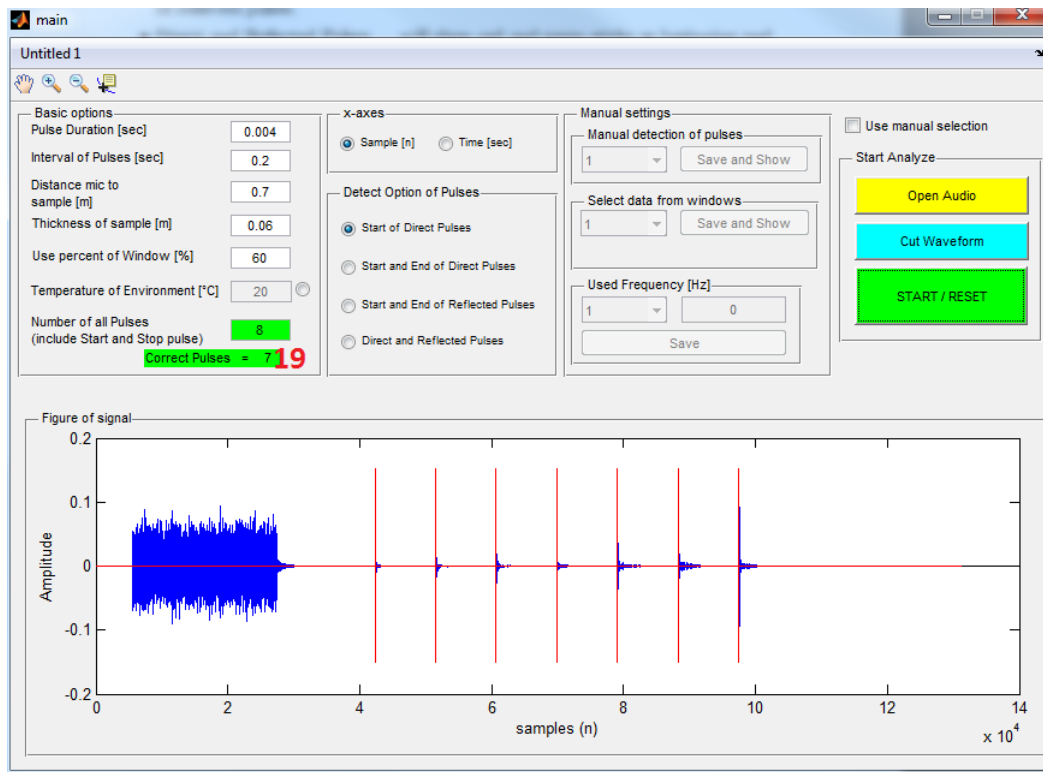 main
Untitled 1
Basic options
Pulse Duration [sec]
0.004
Interval of Pulses [sec]
0.2
Distance mic to
sample [m]
0.7
Thickness of sample [m]
0.06
Use percent of Window [%]
60
Temperature of Environment [°C]
20
Number of all Pulses
(include Start and Stop pulse)
8
Correct Pulses = 7
19
x-axes
Sample [n]
Time [sec]
Detect Option of Pulses
Start of Direct Pulses
Start and End of Direct Pulses
Start and End of Reflected Pulses
Direct and Reflected Pulses
Manual settings
Manual detection of pulses
1
Save and Show
Select data from windows
1
Save and Show
Used Frequency [Hz]
1
0
Save
Use manual selection
Start Analyze
Open Audio
Cut Waveform
START / RESET
Figure of signal
0.2
0.1
0
-0.1
-0.2
Amplitude
0 2 4 6 8 10 12 14
samples (n)
x 10^4